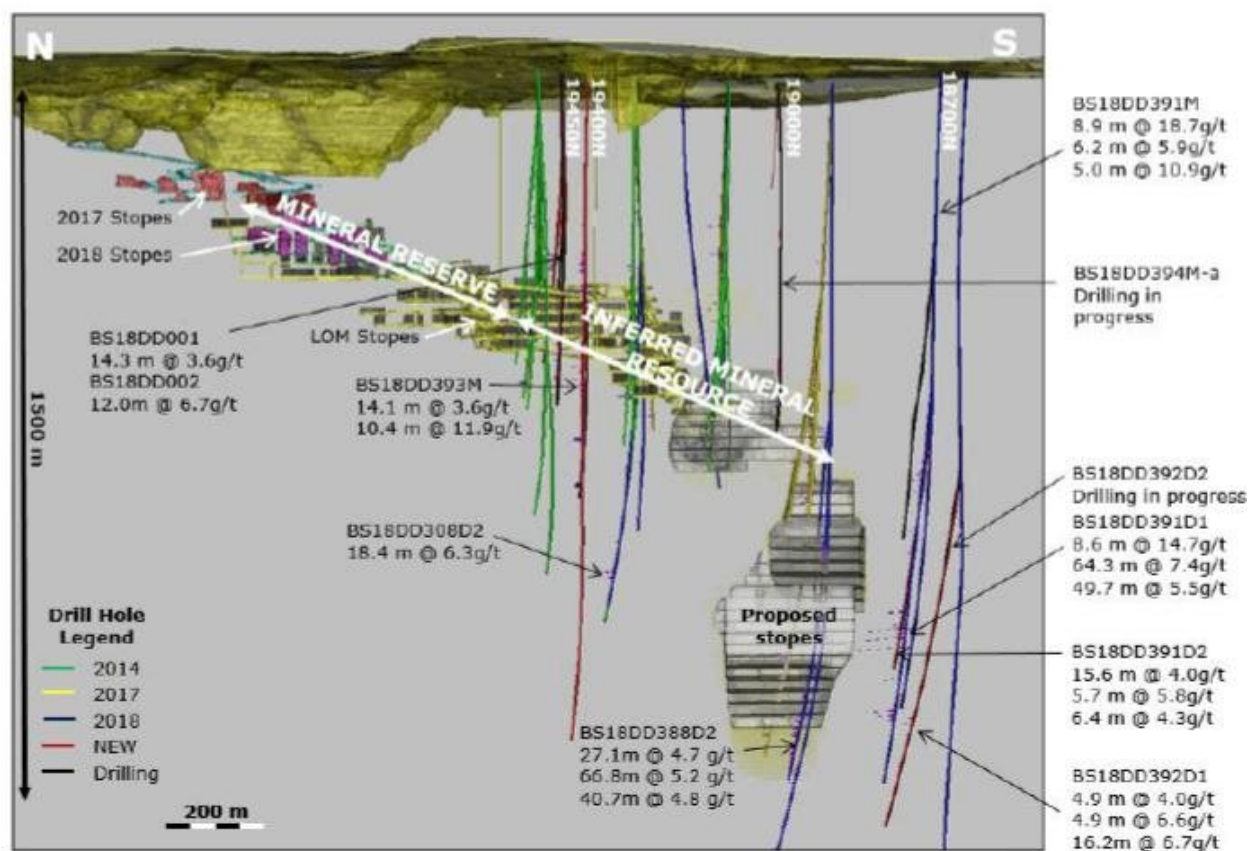 N
S
19450N
19400N
19800N
18700N
BS18DD391M
8.9 m @ 18.7g/t
6.2 m @ 5.9g/t
5.0 m @ 10.9g/t
2017 Stopes
2018 Stopes
MINERAL RESERVE
INFERRED MINERAL
RESOURCE
BS18DD394M-a
Drilling in
progress
LOM Stopes
BS18DD001
14.3 m @ 3.6g/t
BS18DD002
12.0m @ 6.7g/t
BS18DD393M
14.1 m @ 3.6g/t
10.4 m @ 11.9g/t
1500 m
BS18DD392D2
Drilling in progress
BS18DD391D1
8.6 m @ 14.7g/t
64.3 m @ 7.4g/t
49.7 m @ 5.5g/t
BS18DD308D2
18.4 m @ 6.3g/t
Proposed
stopes
Drill Hole
Legend
2014
2017
2018
NEW
Drilling
BS18DD391D2
15.6 m @ 4.0g/t
5.7 m @ 5.8g/t
6.4 m @ 4.3g/t
BS18DD388D2
27.1m @ 4.7 g/t
66.8m @ 5.2 g/t
40.7m @ 4.8 g/t
BS18DD392D1
4.9 m @ 4.0g/t
4.9 m @ 6.6g/t
16.2m @ 6.7g/t
200 m